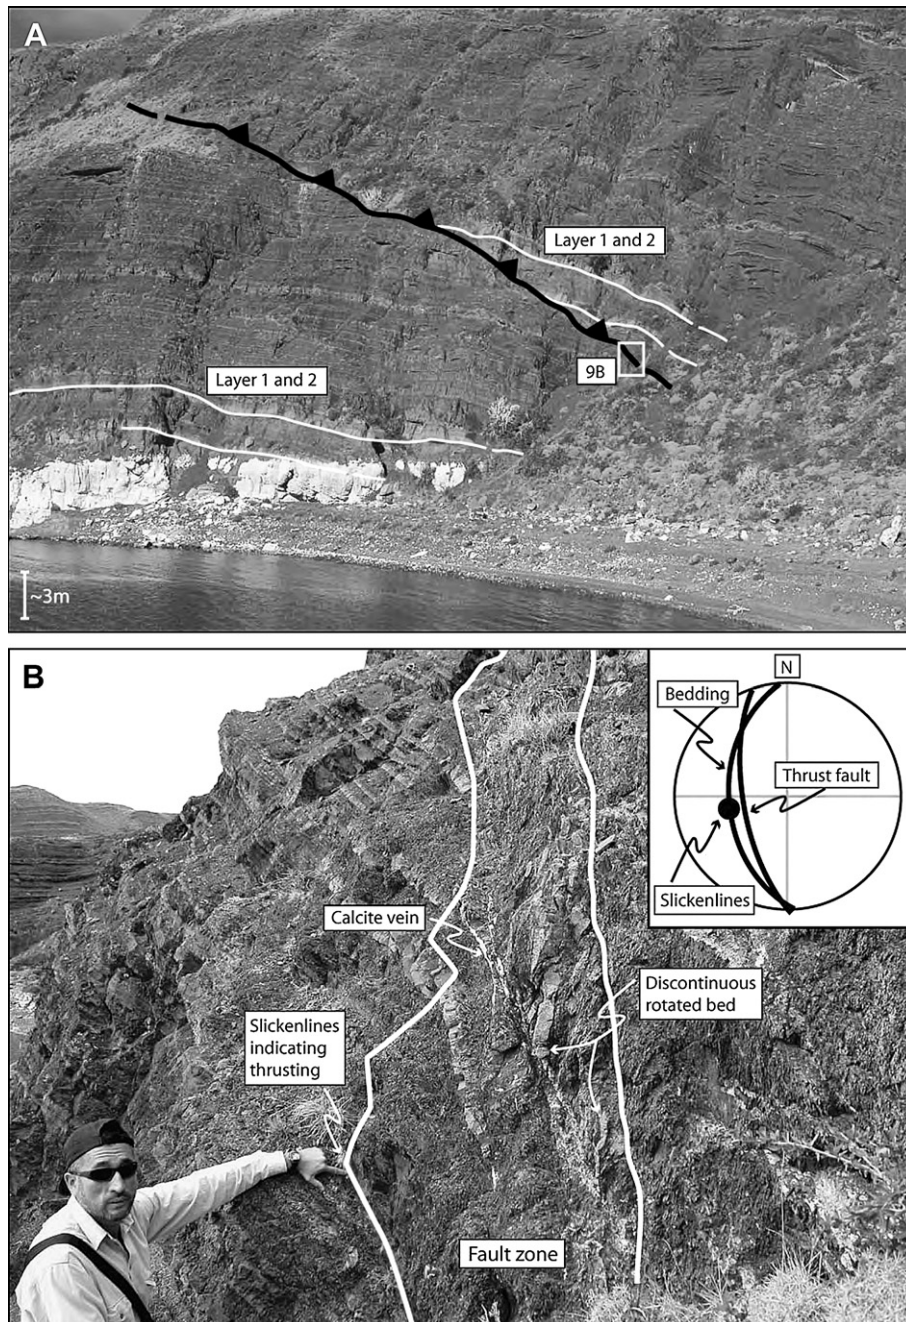 A
Layer 1 and 2
9B
Layer 1 and 2
~3m
B
N
Bedding
Thrust fault
Slickenlines
Calcite vein
Discontinuous
rotated bed
Slickenlines
indicating
thrusting
Fault zone